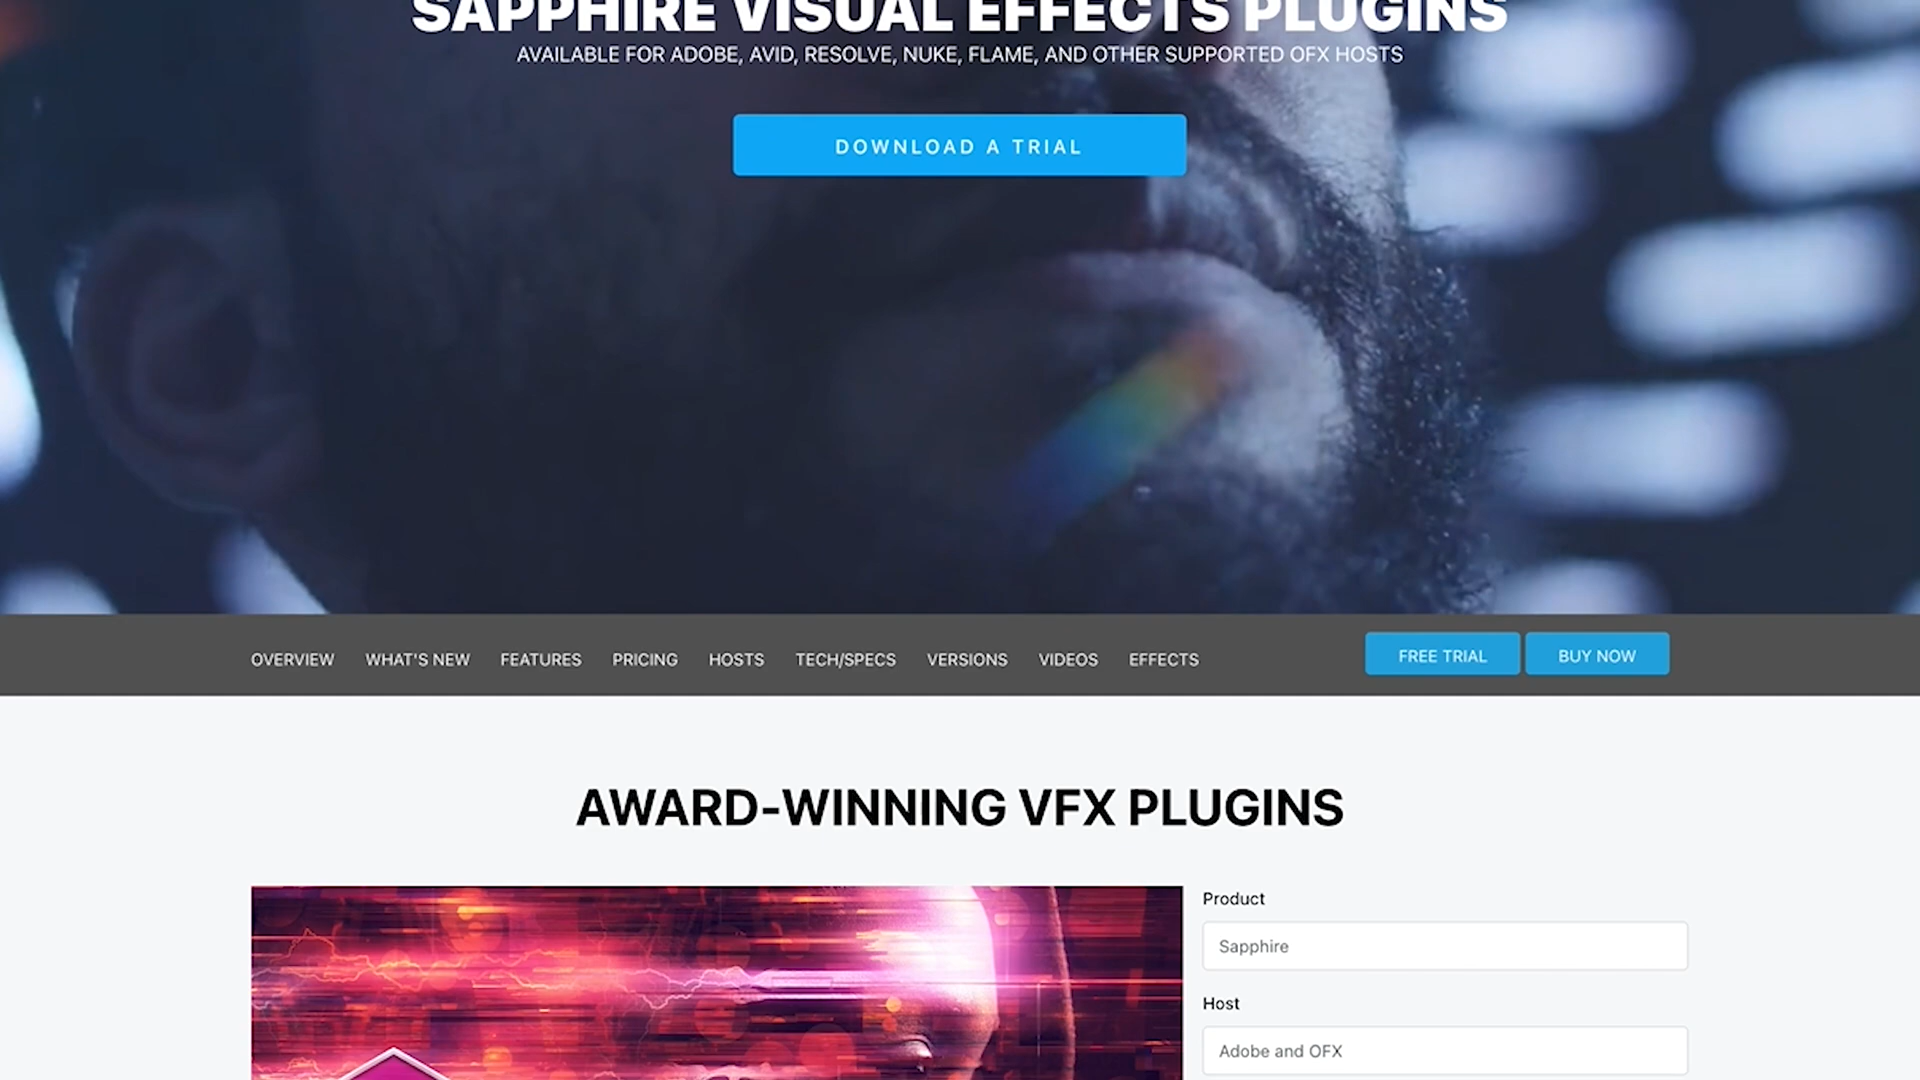 SAPPHIRE VISUAL EFFECTS PLUGINS
AVAILABLE FOR ADOBE, AVID, RESOLVE, NUKE, FLAME, AND OTHER SUPPORTED OFX HOSTS
DOWNLOAD A TRIAL
OVERVIEW WHAT'S NEW FEATURES PRICING HOSTS TECH/SPECS VERSIONS VIDEOS EFFECTS FREE TRIAL BUY NOW
AWARD-WINNING VFX PLUGINS
Product
Sapphire
Host
Adobe and OFX